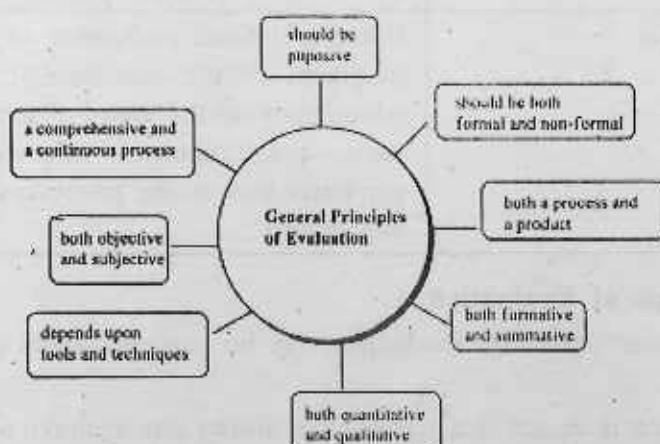 should be
puposive
should be both
formal and non-formal
a comprehensive and
a continuous process
General Principles
of Evaluation
both a process and
a product
both objective
and subjective
both formative
and summative
depends upon
tools and techniques
both quantitative
and qualitative